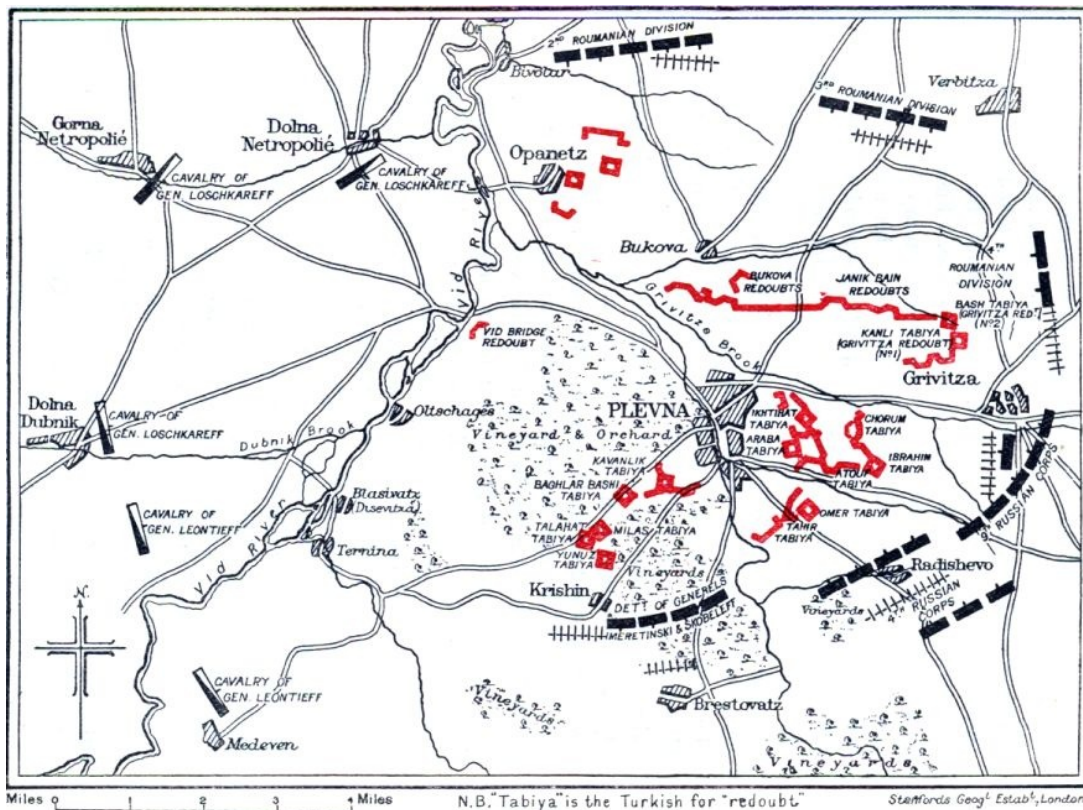 2ND ROUMANIAN DIVISION
Bivolar
Verbitza
3RD ROUMANIAN DIVISION
Gorna
Netropolié
Dolna
Netropolié
CAVALRY OF
GEN. LOSCHKAREFF
CAVALRY OF
GEN. LOSCHKAREFF
Opanetz
Vid River
Bukova
4TH
ROUMANIAN
DIVISION
BUKOVA
REDOUBTS
JANIK BAIR
REDOUBTS
BASH TABIYA
(GRIVITZA REDT
(No2)
KANLI TABIYA
(GRIVITZA REDOUBT)
(No1)
Grivitza
Grivitza Brook
VID BRIDGE
REDOUBT
Dolna
Dubnik
CAVALRY OF
GEN. LOSCHKAREFF
Dubnik Brook
Oltschages
Vineyard & Orchard
PLEVNA
IKHTIHAT
TABIYA
ARABA
TABIYA
CHORUM
TABIYA
IBRAHIM
TABIYA
ATOUF
TABIYA
OMER TABIYA
TAHIR
TABIYA
KAVANLIK
TABIYA
BAGHLAR BASHI
TABIYA
TALAHAT
TABIYA
MILAS TABIYA
YUNUZ
TABIYA
Blasivatz
(Disevitza)
CAVALRY OF
GEN. LEONTIEFF
Vid River
Ternina
Krishin
Vineyards
DETT OF GENERELS
IMERETINSKI & SKOBELEFF
9TH RUSSIAN CORPS
Radishevo
Vineyards
4TH RUSSIAN
CORPS
N.
CAVALRY OF
GEN. LEONTIEFF
Medeven
Vineyards
Brestovatz
Vineyards
Miles 0 1 2 3 4 Miles
N.B. "Tabiya" is the Turkish for "redoubt"
Stanfords Geogl Estabt, London